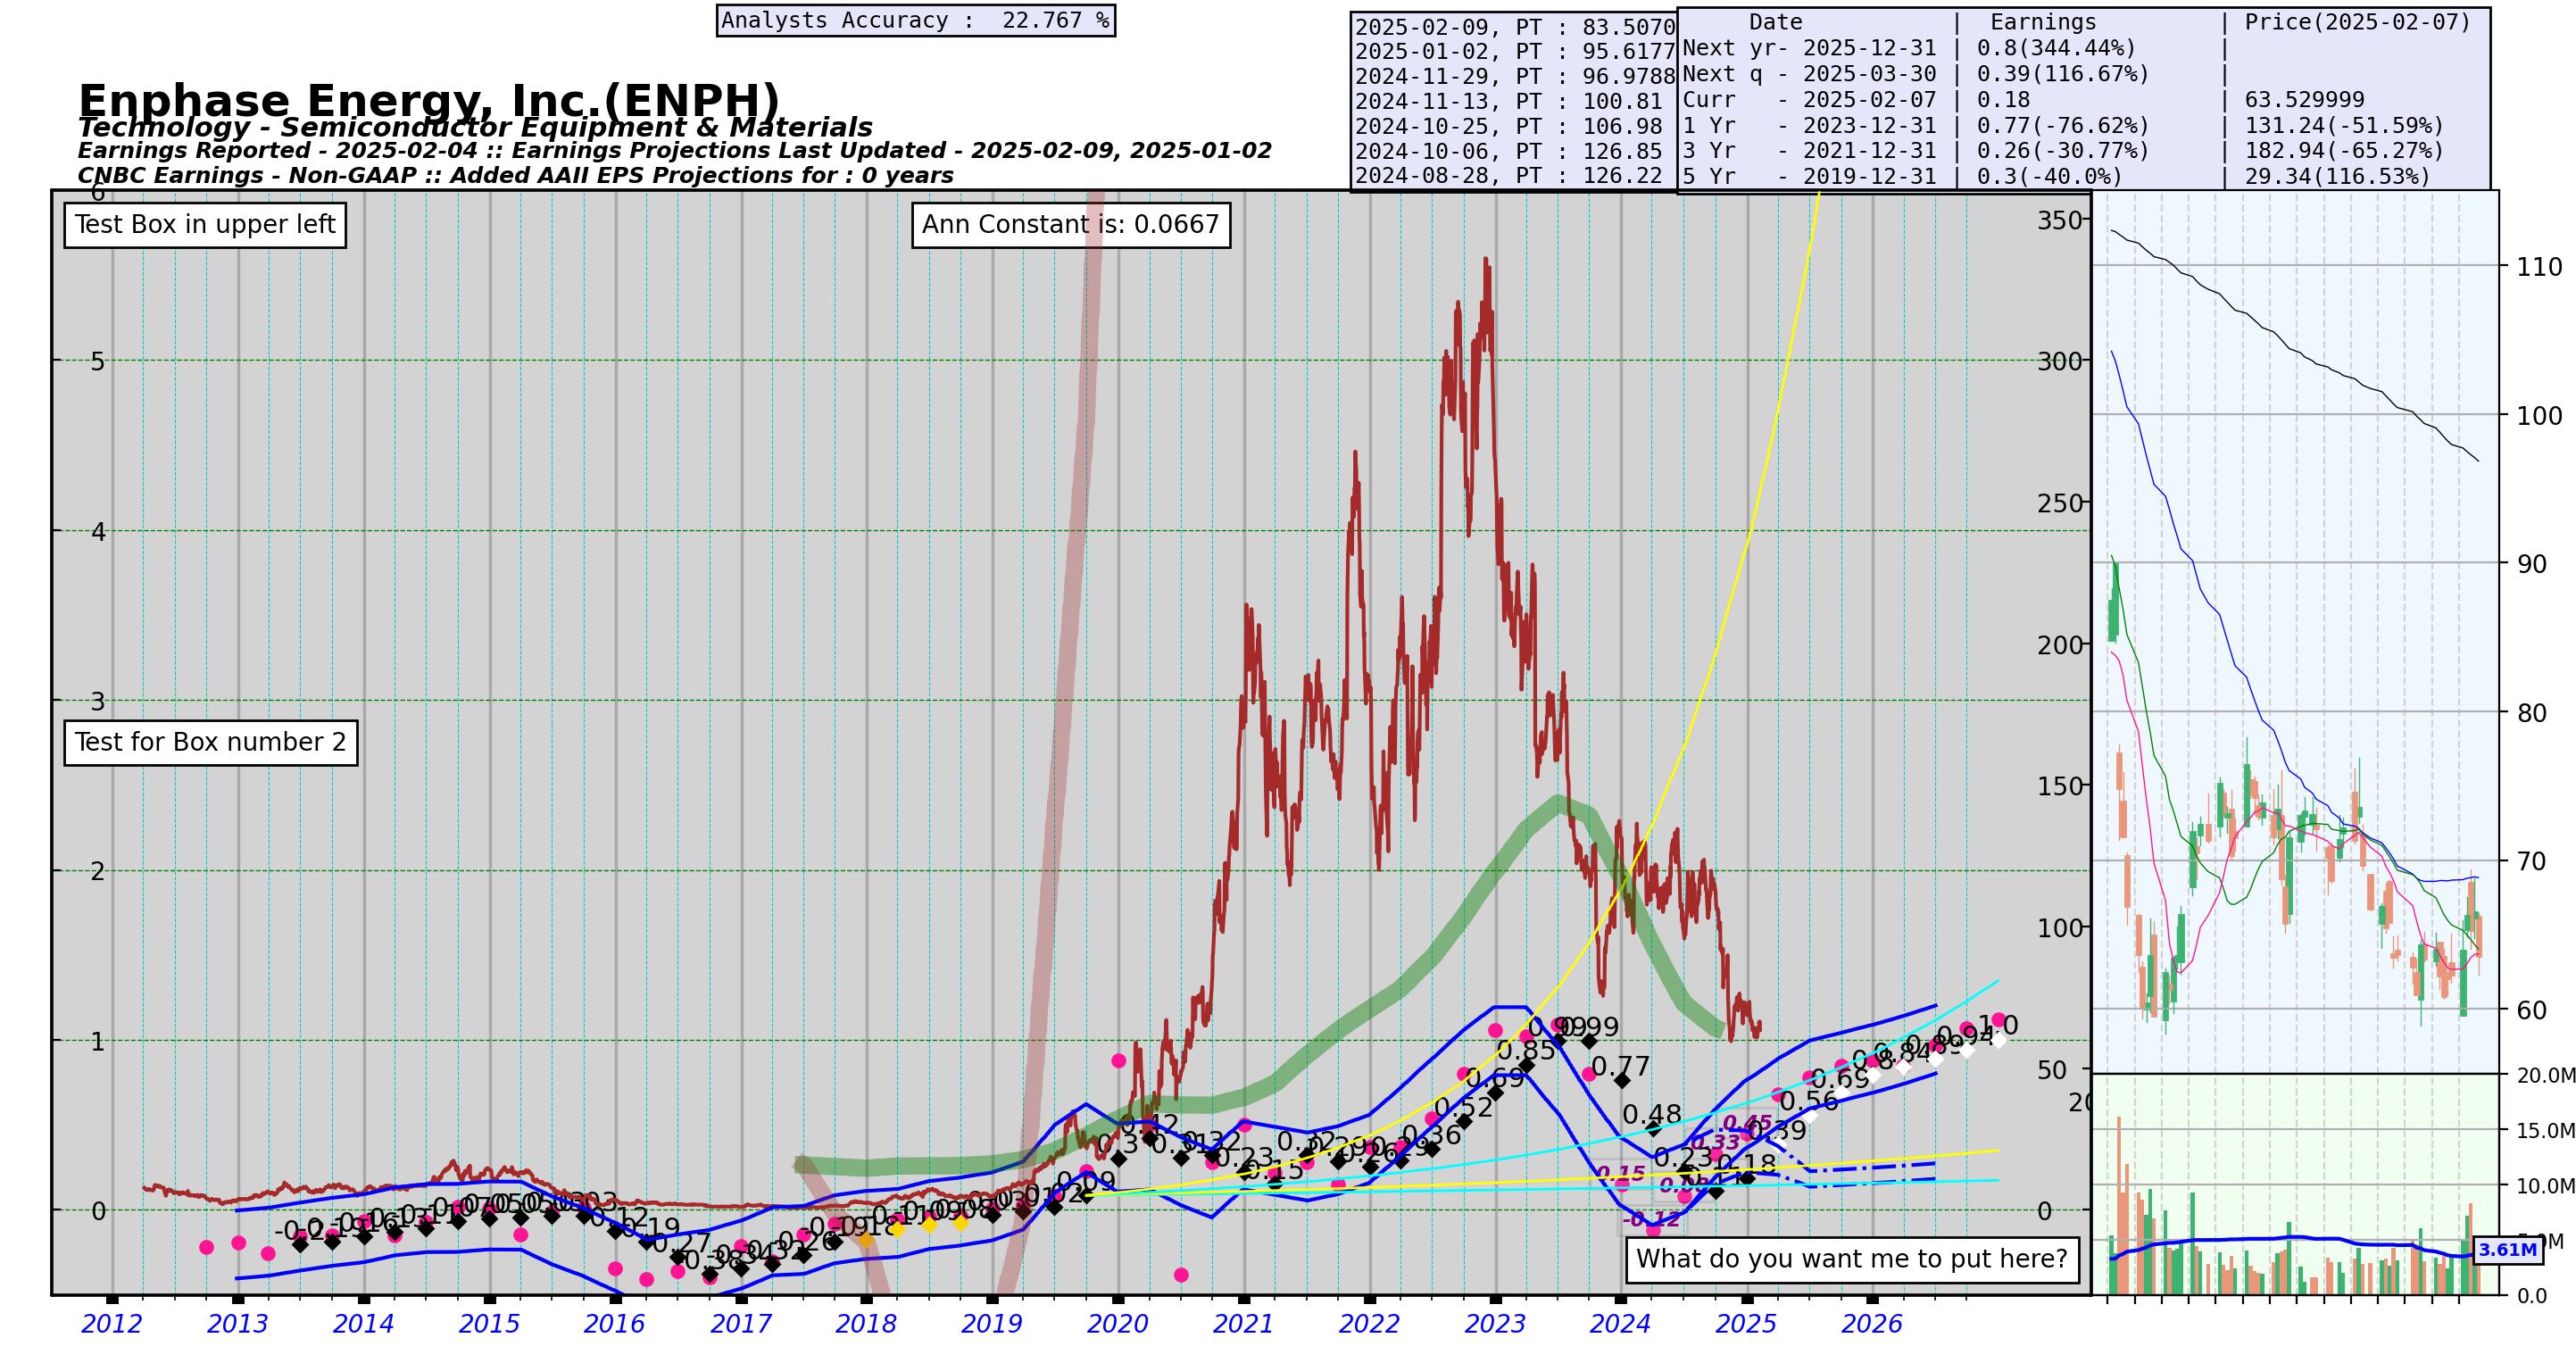 Analysts Accuracy :  22.767 %
2025-02-09, PT : 83.5070
2025-01-02, PT : 95.6177
2024-11-29, PT : 96.9788
2024-11-13, PT : 100.81
2024-10-25, PT : 106.98
2024-10-06, PT : 126.85
2024-08-28, PT : 126.22
Date | Earnings | Price(2025-02-07)
Next yr- 2025-12-31 | 0.8(344.44%) |
Next q - 2025-03-30 | 0.39(116.67%) |
Curr - 2025-02-07 | 0.18 | 63.529999
1 Yr - 2023-12-31 | 0.77(-76.62%) | 131.24(-51.59%)
3 Yr - 2021-12-31 | 0.26(-30.77%) | 182.94(-65.27%)
5 Yr - 2019-12-31 | 0.3(-40.0%) | 29.34(116.53%)
Enphase Energy, Inc.(ENPH)
Technology - Semiconductor Equipment & Materials
Earnings Reported - 2025-02-04 :: Earnings Projections Last Updated - 2025-02-09, 2025-01-02
CNBC Earnings - Non-GAAP :: Added AAII EPS Projections for : 0 years
Test Box in upper left
Ann Constant is: 0.0667
Test for Box number 2
What do you want me to put here?
6
5
4
3
2
1
0
350
300
250
200
150
100
50
0
110
100
90
80
70
60
20.0M
15.0M
10.0M
3.61M
0.0
0.42
0.32
0.23
0.15
0.32
0.36
0.52
0.69
0.85
0.99
0.77
0.48
0.23
0.18
0.39
0.56
0.69
1.0
0.15
-0.12
0.33
0.45
0.09
2012
2013
2014
2015
2016
2017
2018
2019
2020
2021
2022
2023
2024
2025
2026